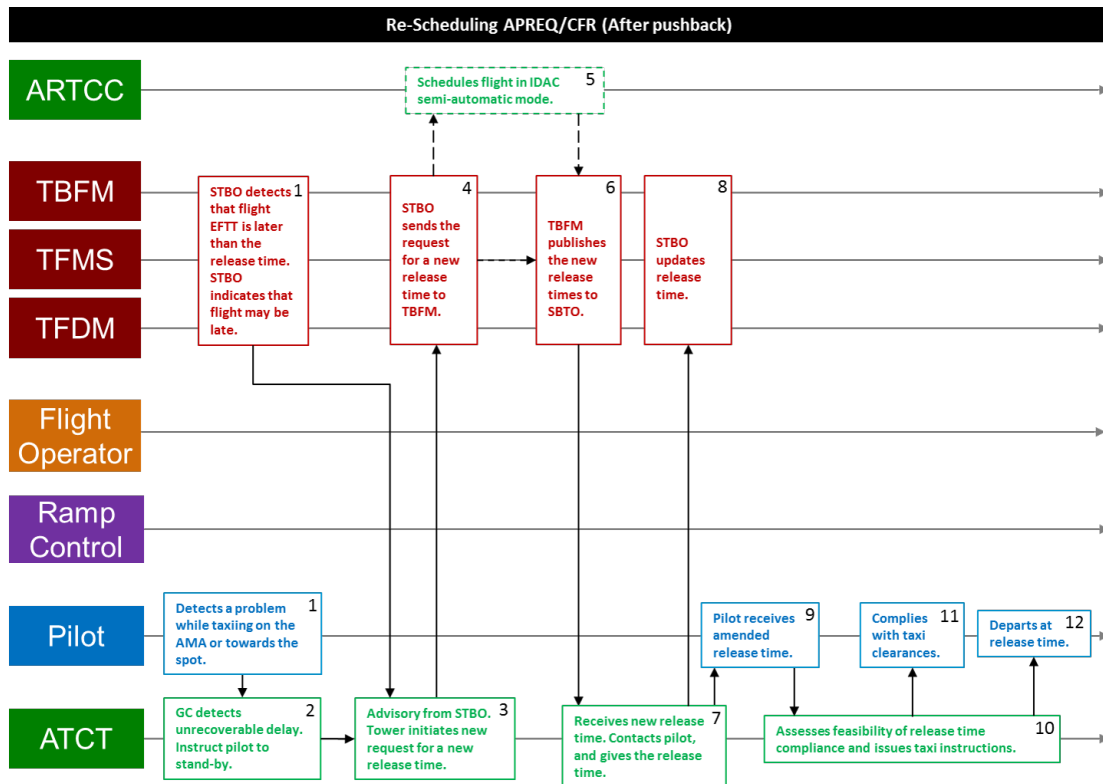 Re-Scheduling APREQ/CFR (After pushback)
ARTCC
Schedules flight in IDAC
semi-automatic mode.
5
TBFM
TFMS
TFDM
STBO detects
that flight
EFTT is later
than the
release time.
STBO
indicates that
flight may be
late.
1
STBO
sends the
request
for a new
release
time to
TBFM.
4
TBFM
publishes
the new
release
times to
SBTO.
6
STBO
updates
release
time.
8
Flight
Operator
Ramp
Control
Pilot
Detects a problem
while taxiing on the
AMA or towards the
spot.
1
Pilot receives
amended
release time.
9
Complies
with taxi
clearances.
11
Departs at
release time.
12
ATCT
GC detects
unrecoverable delay.
Instruct pilot to
stand-by.
2
Advisory from STBO.
Tower initiates new
request for a new
release time.
3
Receives new release
time. Contacts pilot,
and gives the release
time.
7
Assesses feasibility of release time
compliance and issues taxi instructions.
10